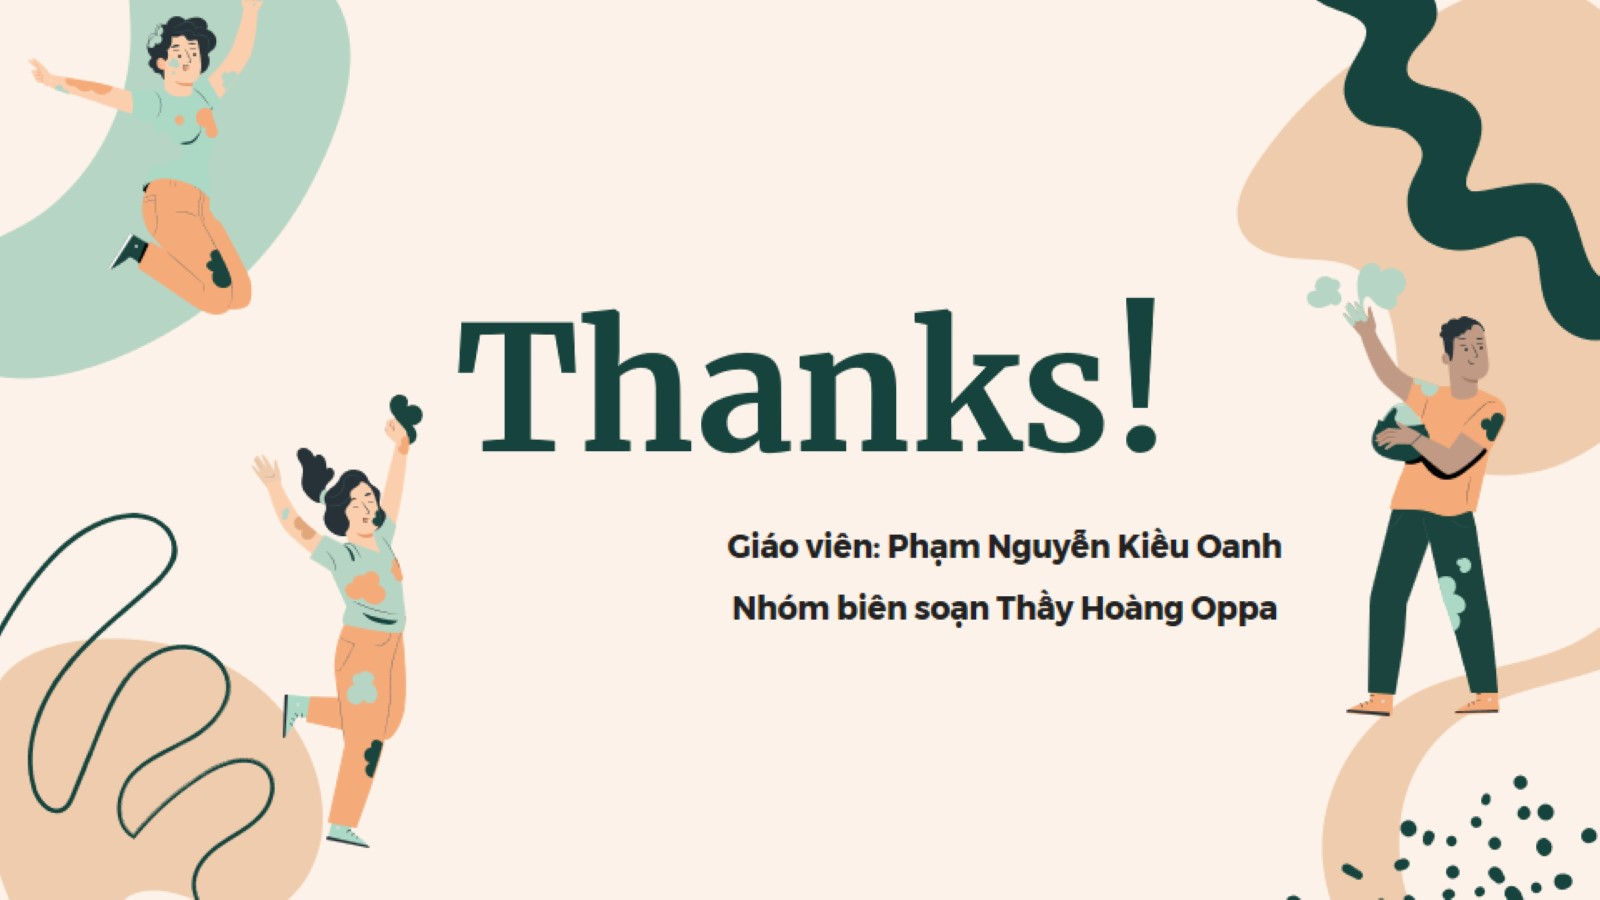 Thanks!
Giáo viên: Phạm Nguyễn Kiều Oanh
Nhóm biên soạn Thầy Hoàng Oppa